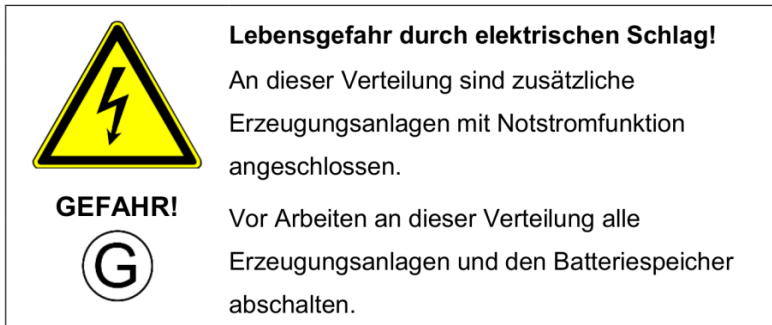 Lebensgefahr durch elektrischen Schlag!
An dieser Verteilung sind zusätzliche
Erzeugungsanlagen mit Notstromfunktion
angeschlossen.
GEFAHR!
Vor Arbeiten an dieser Verteilung alle
Erzeugungsanlagen und den Batteriespeicher
abschalten.
G